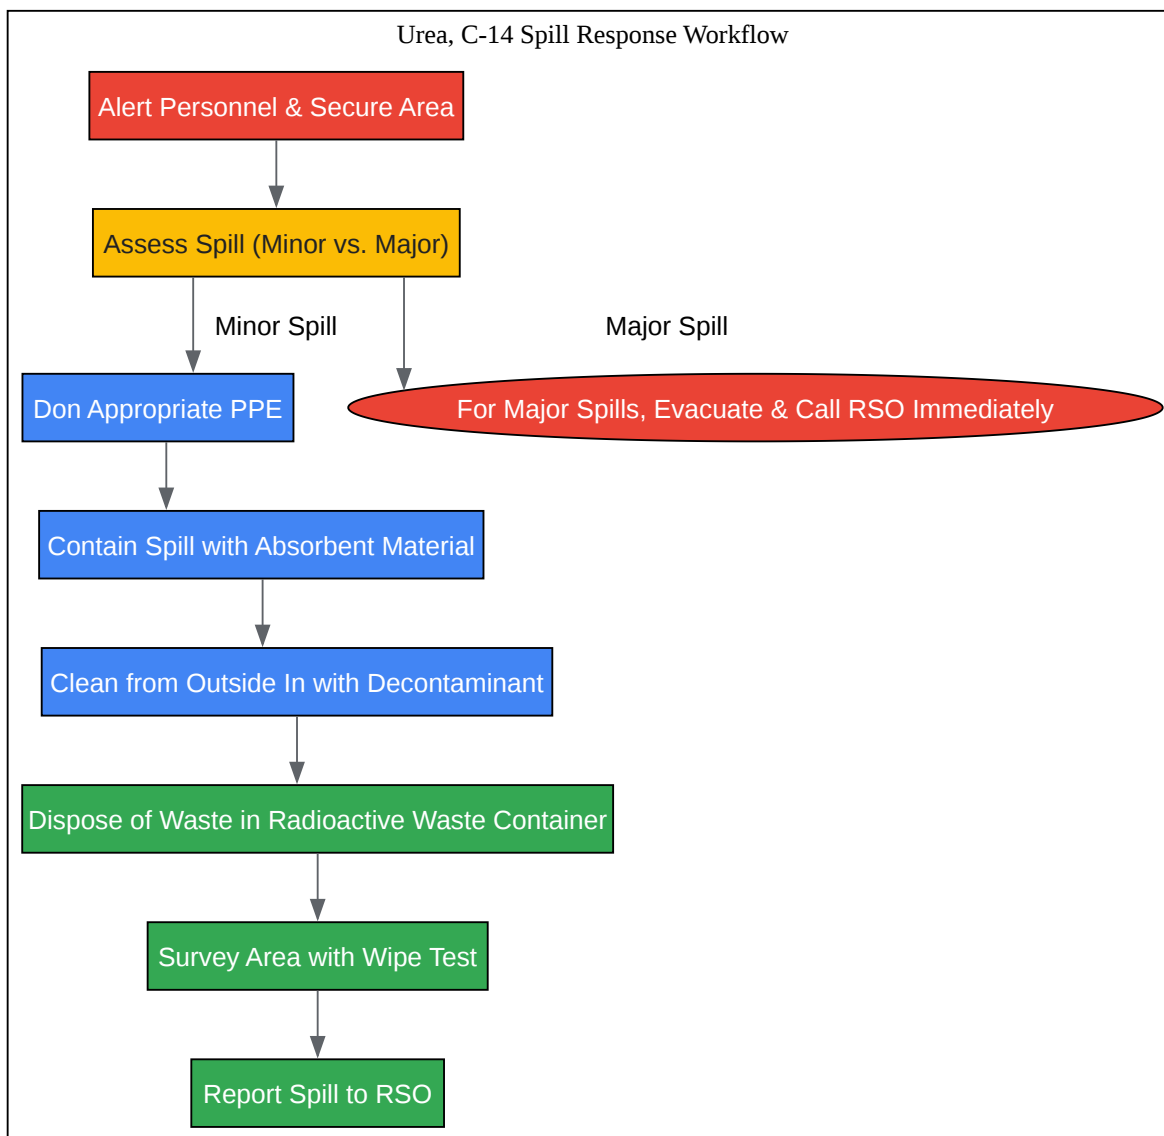 Urea, C-14 Spill Response Workflow
Alert Personnel & Secure Area
Assess Spill (Minor vs. Major)
Minor Spill
Major Spill
Don Appropriate PPE
For Major Spills, Evacuate & Call RSO Immediately
Contain Spill with Absorbent Material
Clean from Outside In with Decontaminant
Dispose of Waste in Radioactive Waste Container
Survey Area with Wipe Test
Report Spill to RSO